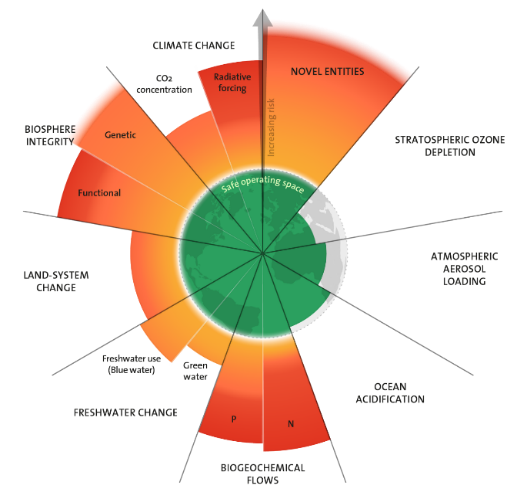 CLIMATE CHANGE
CO2
concentration
Radiative
forcing
Increasing risk
NOVEL ENTITIES
STRATOSPHERIC OZONE
DEPLETION
ATMOSPHERIC
AEROSOL
LOADING
OCEAN
ACIDIFICATION
BIOGEOCHEMICAL
FLOWS
P
N
FRESHWATER CHANGE
Freshwater use
(Blue water)
Green
water
LAND-SYSTEM
CHANGE
BIOSPHERE
INTEGRITY
Genetic
Functional
Safe operating space